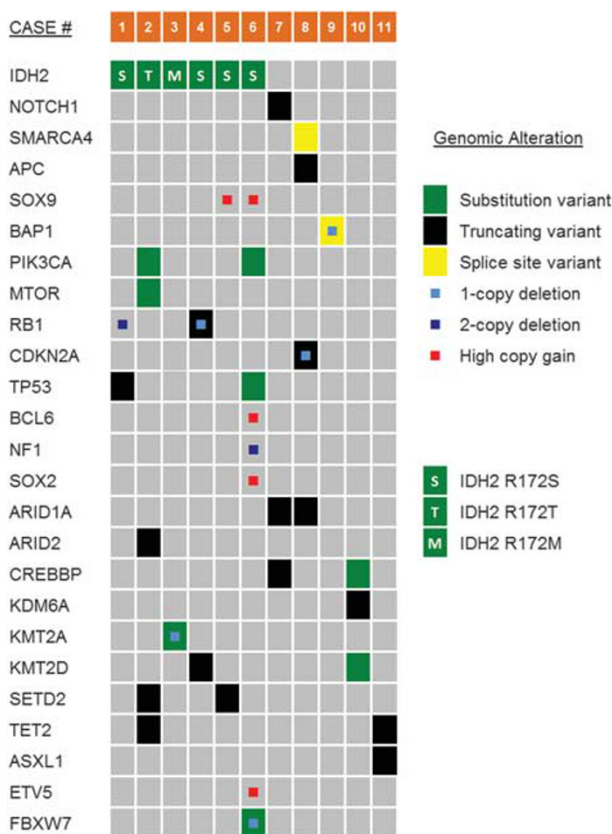 CASE # 1 2 3 4 5 6 7 8 9 10 11
IDH2 S T M S S S
NOTCH1
SMARCA4
APC
SOX9
BAP1
PIK3CA
MTOR
RB1
CDKN2A
TP53
BCL6
NF1
SOX2
ARID1A
ARID2
CREBBP
KDM6A
KMT2A
KMT2D
SETD2
TET2
ASXL1
ETV5
FBXW7
Genomic Alteration
Substitution variant
Truncating variant
Splice site variant
1-copy deletion
2-copy deletion
High copy gain
S IDH2 R172S
T IDH2 R172T
M IDH2 R172M